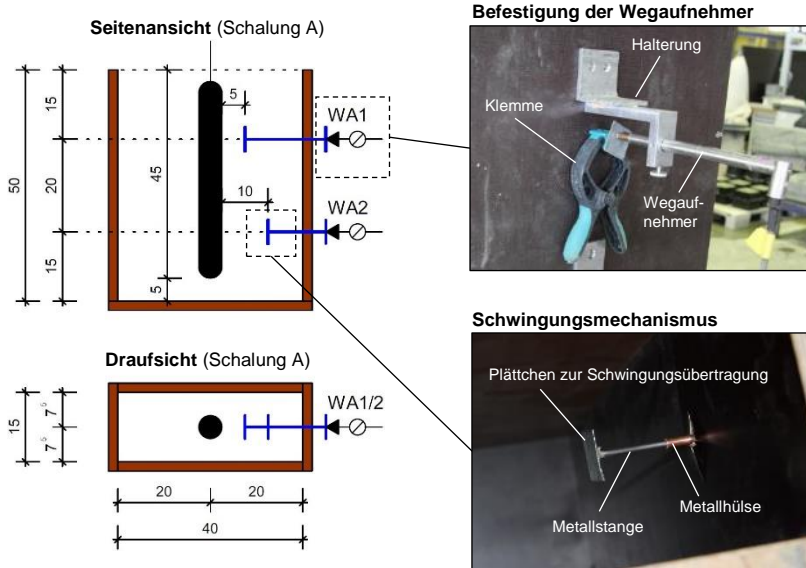 Seitenansicht (Schalung A)
15
20
15
50
45
5
5
10
WA1
WA2
Draufsicht (Schalung A)
15
7⁵
7⁵
WA1/2
20
20
40
Befestigung der Wegaufnehmer
Halterung
Klemme
Wegauf-
nehmer
Schwingungsmechanismus
Plättchen zur Schwingungsübertragung
Metallhülse
Metallstange